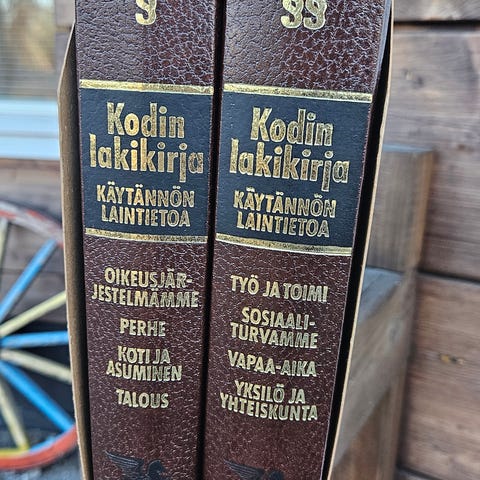 §
Kodin
lakikirja
KÄYTÄNNÖN
LAINTIETOA
OIKEUSJÄR-
JESTELMÄMME
PERHE
KOTI JA
ASUMINEN
TALOUS
§§
Kodin
lakikirja
KÄYTÄNNÖN
LAINTIETOA
TYÖ JA TOIMI
SOSIAALI-
TURVAMME
VAPAA-AIKA
YKSILÖ JA
YHTEISKUNTA